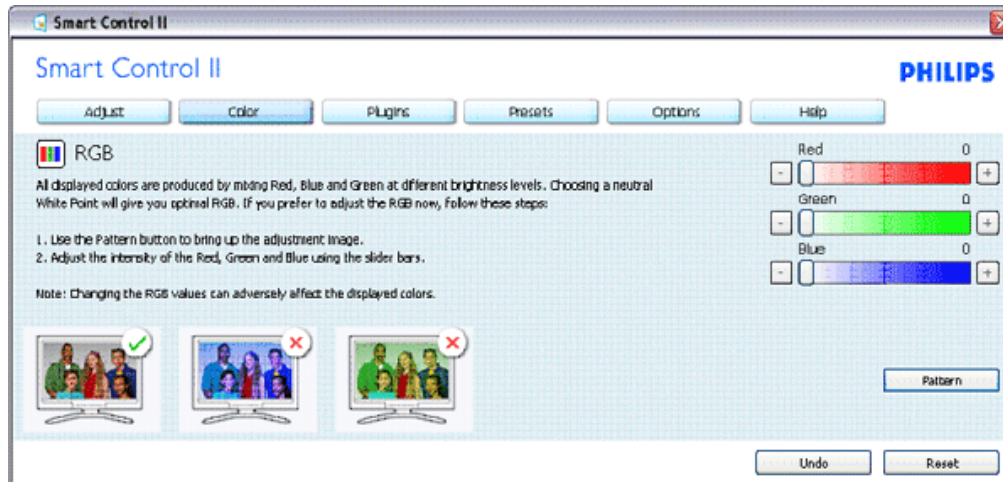 Smart Control II
Smart Control II
PHILIPS
Adjust Color Plugins Presets Options Help
RGB
All displayed colors are produced by mixing Red, Blue and Green at different brightness levels. Choosing a neutral
White Point will give you optimal RGB. If you prefer to adjust the RGB now, follow these steps:
1. Use the Pattern button to bring up the adjustment image.
2. Adjust the intensity of the Red, Green and Blue using the slider bars.
Note: Changing the RGB values can adversely affect the displayed colors.
Red 0
- +
Green 0
- +
Blue 0
- +
Pattern
Undo Reset